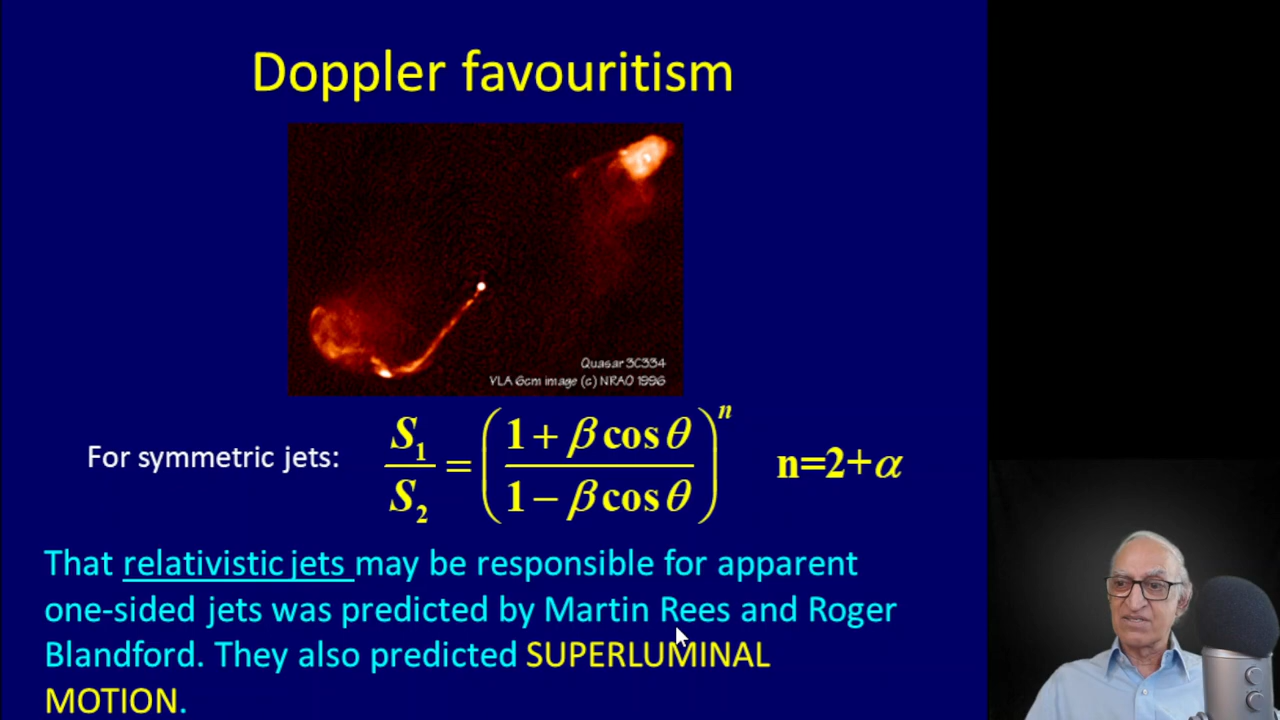 Doppler favouritism
Quasar 3C334
VLA 6cm image (c) NRAO 1996
For symmetric jets:
S₁/S₂ = ((1 + β cos θ)/(1 − β cos θ))ⁿ n=2+α
That relativistic jets may be responsible for apparent
one-sided jets was predicted by Martin Rees and Roger
Blandford. They also predicted SUPERLUMINAL
MOTION.